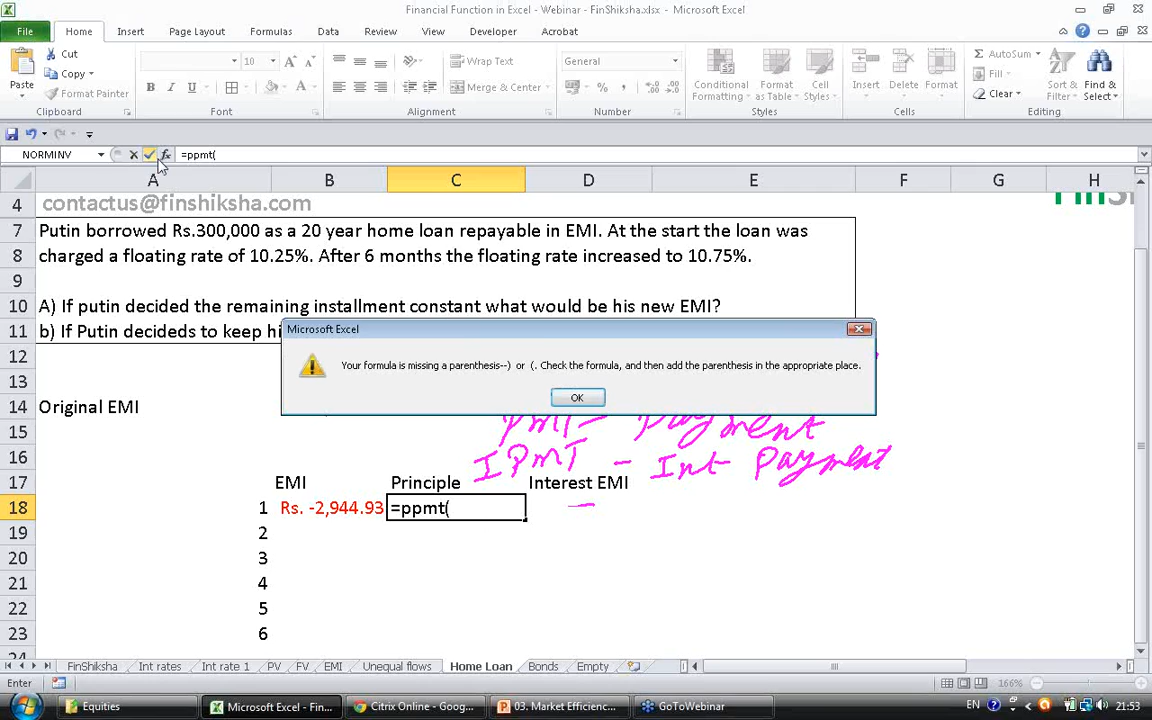 Financial Function in Excel - Webinar - FinShiksha.xlsx - Microsoft Excel
File Home Insert Page Layout Formulas Data Review View Developer Acrobat
Paste
Cut
Copy
Format Painter
Clipboard
10 A A
B I U A
Font
Wrap Text
Merge & Center
Alignment
General
% ,
Number
Conditional Formatting
Format as Table
Cell Styles
Styles
Insert Delete Format
Cells
Σ AutoSum
Fill
Clear
Sort & Filter
Find & Select
Editing
NORMINV fx =ppmt(
A B C D E F G H
4 contactus@finshiksha.com
7 Putin borrowed Rs.300,000 as a 20 year home loan repayable in EMI. At the start the loan was
8 charged a floating rate of 10.25%. After 6 months the floating rate increased to 10.75%.
9
10 A) If putin decided the remaining installment constant what would be his new EMI?
11 b) If Putin decideds to keep hi
Microsoft Excel
Your formula is missing a parenthesis--) or (. Check the formula, and then add the parenthesis in the appropriate place.
OK
12
13
14 Original EMI
PMT - Payment
15
16 IPMT - Int Payment
17 EMI Principle Interest EMI
18 1 Rs. -2,944.93 =ppmt(
19 2
20 3
21 4
22 5
23 6
FinShiksha Int rates Int rate 1 PV FV EMI Unequal flows Home Loan Bonds Empty
Enter 166%
Equities Microsoft Excel - Fin... Citrix Online - Goog... 03. Market Efficienc... GoToWebinar EN 21:53